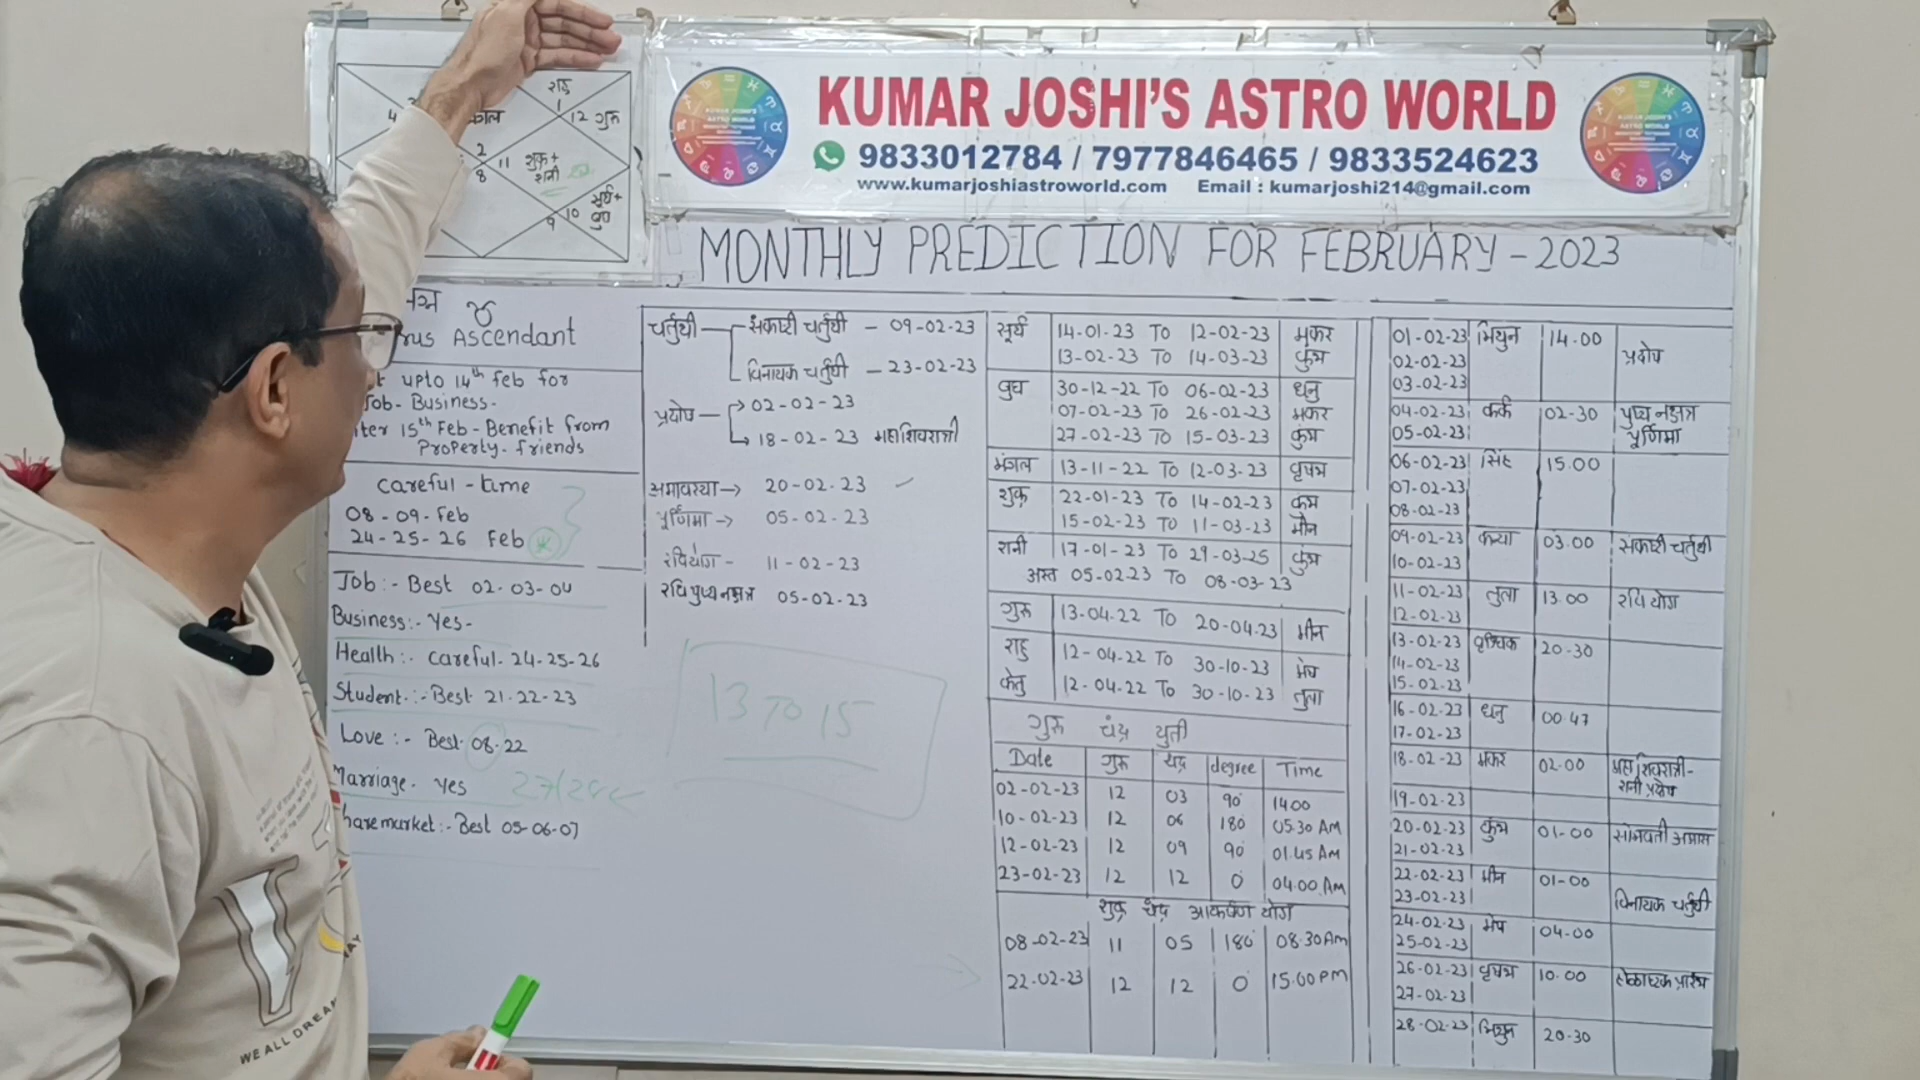 राहु
1
4
12 गुरु
2
11 शुक्र+
शनी
8
सूर्य+
बुध
9 10
KUMAR JOSHI'S ASTRO WORLD
9833012784 / 7977846465 / 9833524623
www.kumarjoshiastroworld.com Email : kumarjoshi214@gmail.com
MONTHLY PREDICTION FOR FEBRUARY - 2023
Ascendant
upto 14th feb for
Job - Business -
15th Feb - Benefit from
Property - friends
careful - time
08 - 09 - Feb
24 - 25 - 26 Feb
Job :- Best 02. 03 - 04
Business :- Yes -
Health :- careful - 24 - 25 - 26
Student :- Best 21. 22 - 23
Love :- Best 08. 22
Marriage - Yes 27/28
market :- Best 05 - 06 - 07
चर्तुथी
संकष्टी चर्तुथी - 09-02-23
विनायक चर्तुथी - 23-02-23
प्रदोष
02-02-23
18-02-23 महाशिवरात्री
अमावस्या → 20-02-23
पूर्णिमा → 05-02-23
रवियोग - 11-02-23
रवि पुष्य नक्षत्र 05-02-23
13 TO 15
सूर्य 14-01-23 TO 12-02-23 मकर
13-02-23 TO 14-03-23 कुंभ
बुध 30-12-22 TO 06-02-23 धनु
07-02-23 TO 26-02-23 मकर
27-02-23 TO 15-03-23 कुंभ
मंगल 13-11-22 TO 12-03-23 वृषभ
शुक्र 22-01-23 TO 14-02-23 कुंभ
15-02-23 TO 11-03-23 मीन
शनी 17-01-23 TO 29-03-25 कुंभ
अस्त 05-02-23 TO 08-03-23
गुरु 13-04-22 TO 20-04-23 मीन
राहु 12-04-22 TO 30-10-23 मेष
केतु 12-04-22 TO 30-10-23 तुला
गुरु चंद्र युती
Date गुरु चंद्र degree Time
02-02-23 12 03 90 1400
10-02-23 12 06 180 05.30 AM
12-02-23 12 09 90 01.45 AM
23-02-23 12 12 0 04.00 AM
शुक्र चंद्र आकर्षण योग
08-02-23 11 05 180 08.30 Am
22-02-23 12 12 0 15.00 PM
01-02-23 मिथुन 14.00
02-02-23 प्रदोष
03-02-23
04-02-23 कर्क 02-30 पुष्य नक्षत्र
05-02-23 पूर्णिमा
06-02-23 सिंह 15.00
07-02-23
08-02-23
09-02-23 कन्या 03.00 संकष्टी चर्तुथी
10-02-23
11-02-23 तुला 13.00 रवि योग
12-02-23
13-02-23 वृश्चिक 20-30
14-02-23
15-02-23
16-02-23 धनु 00.47
17-02-23
18-02-23 मकर 02.00 महाशिवरात्री -
शनी प्रदोष
19-02-23
20-02-23 कुंभ 01-00 सोमवती अमास
21-02-23
22-02-23 मीन 01-00
23-02-23 विनायक चर्तुथी
24-02-23 मेष 04-00
25-02-23
26-02-23 वृषभ 10.00
27-02-23
28-02-23 मिथुन 20-30
WE ALL DREAM